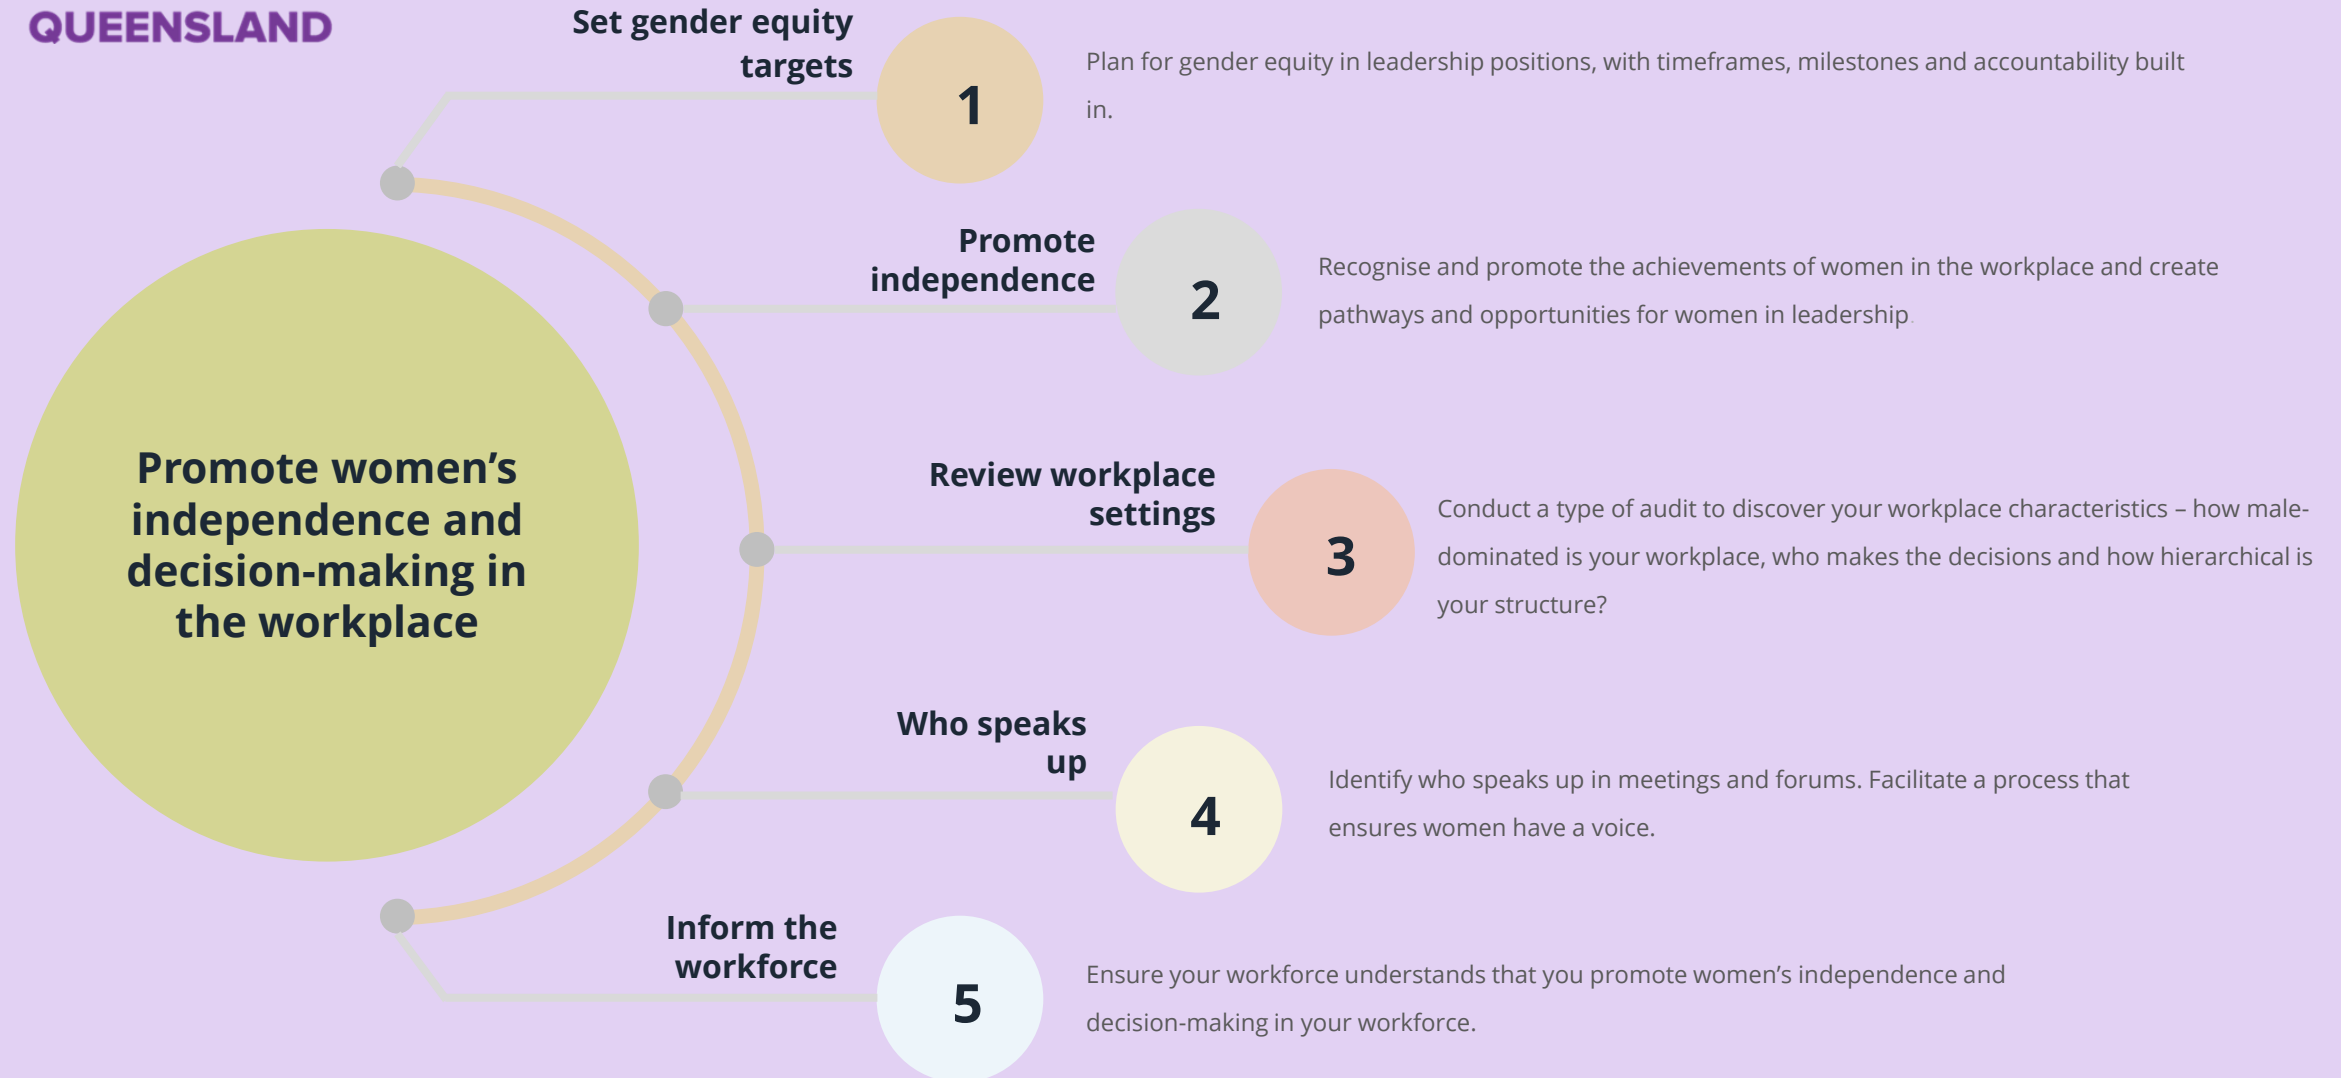 QUEENSLAND
Set gender equity
targets
1
Plan for gender equity in leadership positions, with timeframes, milestones and accountability built
in.
Promote
independence
2
Recognise and promote the achievements of women in the workplace and create
pathways and opportunities for women in leadership.
Promote women’s
independence and
decision-making in
the workplace
Review workplace
settings
3
Conduct a type of audit to discover your workplace characteristics – how male-
dominated is your workplace, who makes the decisions and how hierarchical is
your structure?
Who speaks
up
4
Identify who speaks up in meetings and forums. Facilitate a process that
ensures women have a voice.
Inform the
workforce
5
Ensure your workforce understands that you promote women’s independence and
decision-making in your workforce.